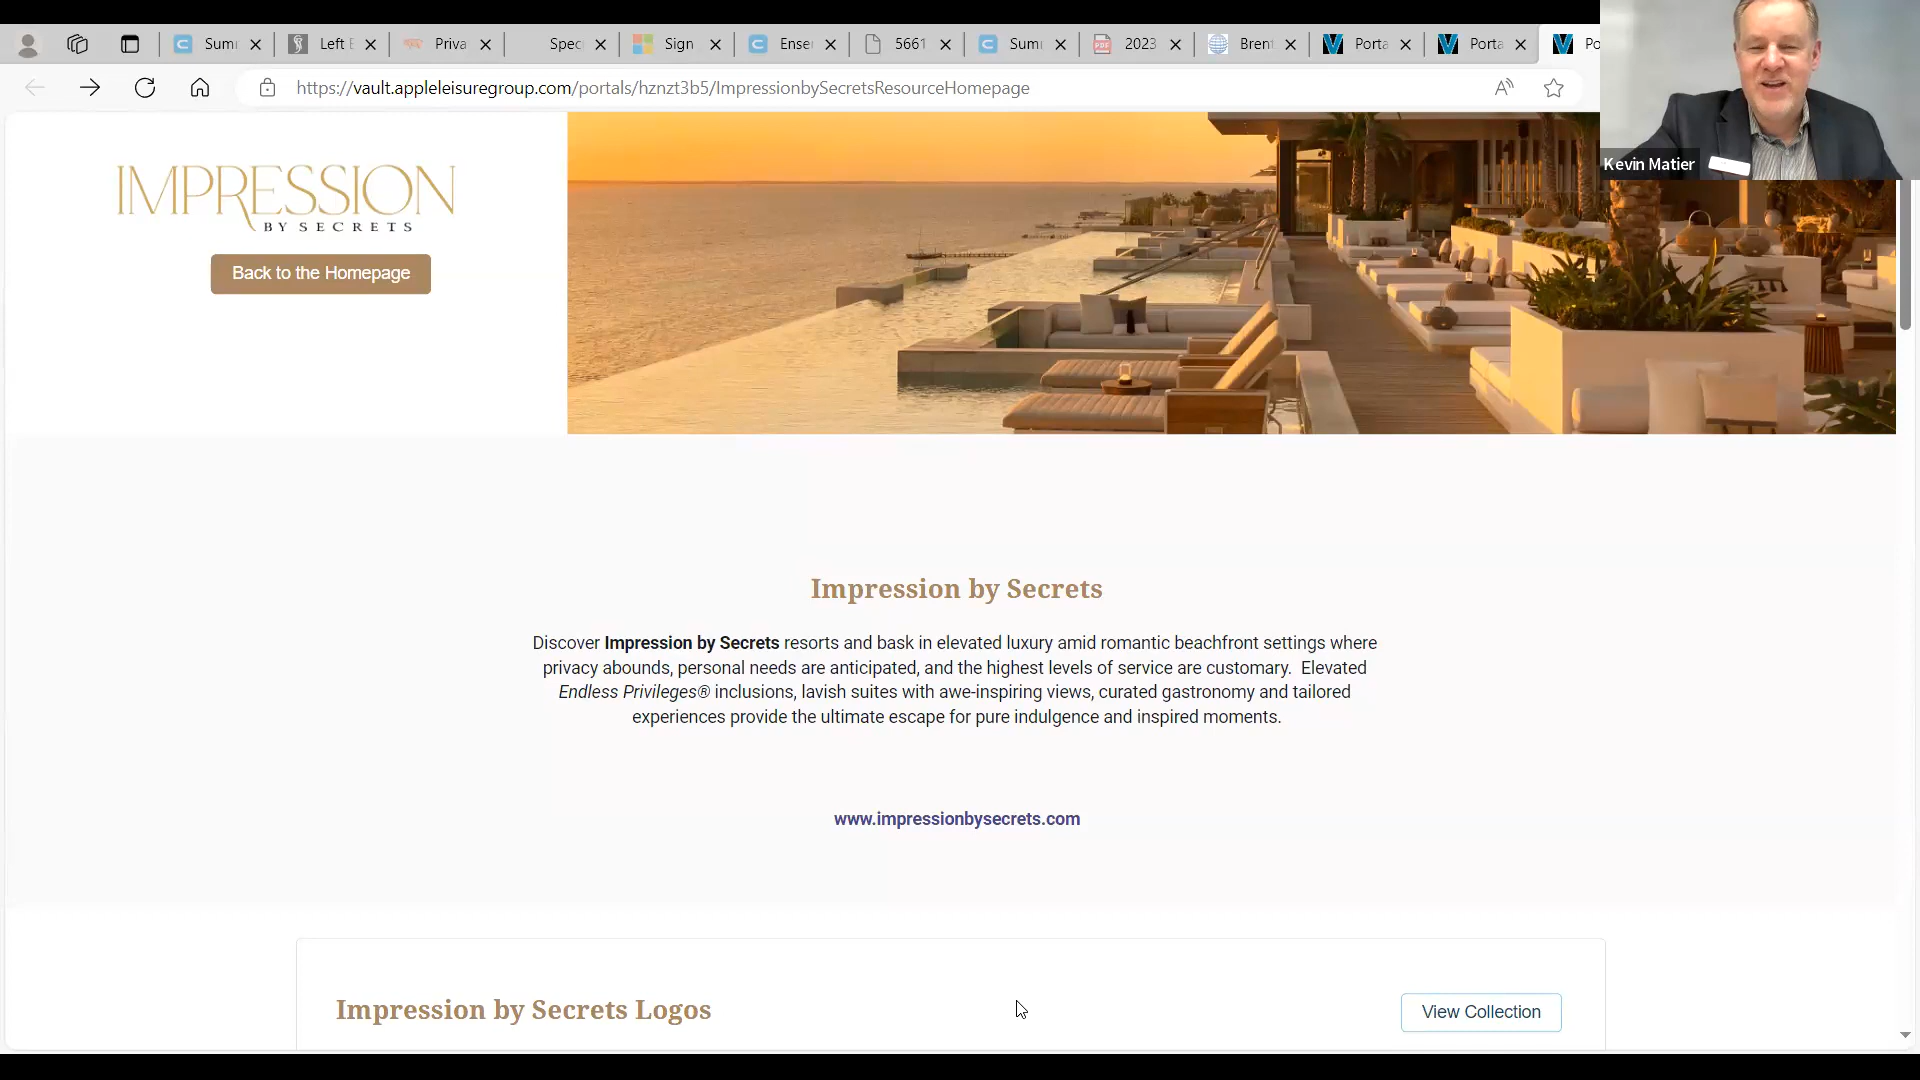 Sumr
Left E
Priva
Spec
Sign
Ense
5661
Sumr
2023
Brent
Porta
Porta
Po
https://vault.appleleisuregroup.com/portals/hznzt3b5/ImpressionbySecretsResourceHomepage
Kevin Matier
IMPRESSION
BY SECRETS
Back to the Homepage
Impression by Secrets
Discover Impression by Secrets resorts and bask in elevated luxury amid romantic beachfront settings where
privacy abounds, personal needs are anticipated, and the highest levels of service are customary. Elevated
Endless Privileges® inclusions, lavish suites with awe-inspiring views, curated gastronomy and tailored
experiences provide the ultimate escape for pure indulgence and inspired moments.
www.impressionbysecrets.com
Impression by Secrets Logos
View Collection